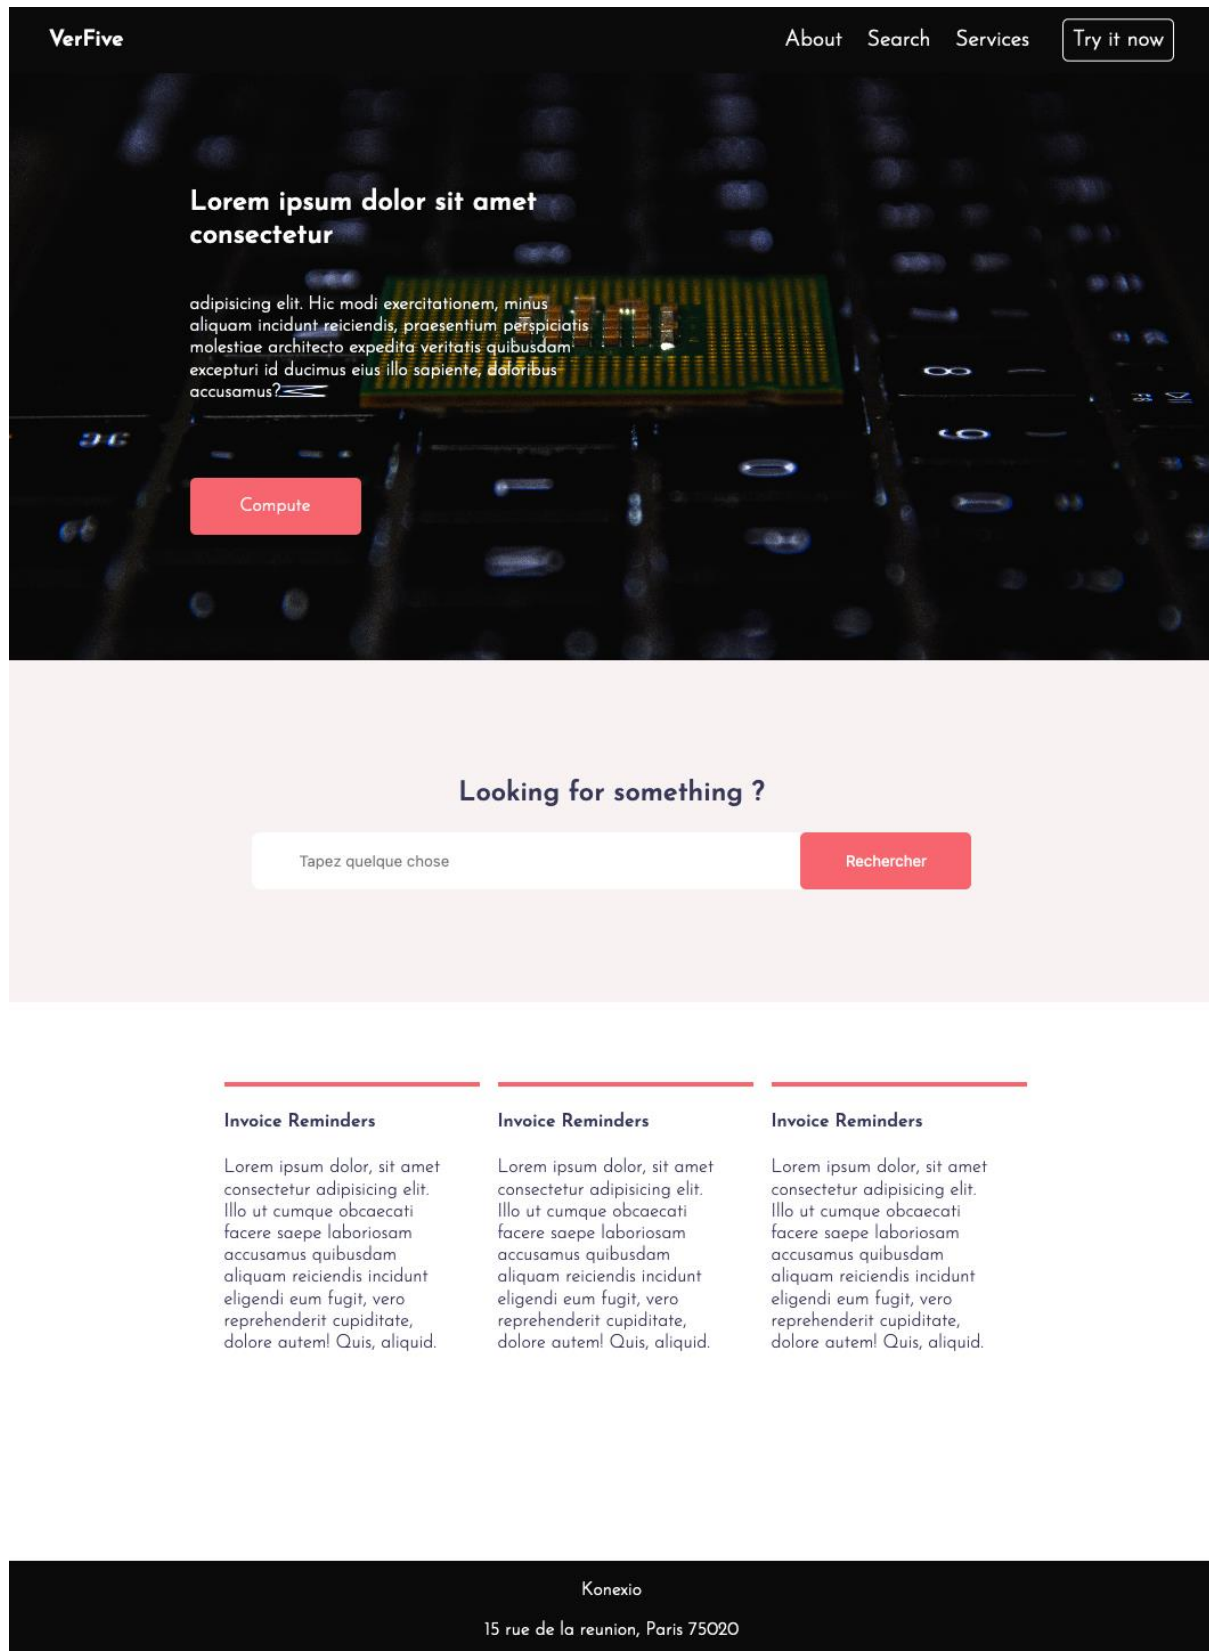 VerFive
About Search Services Try it now
Lorem ipsum dolor sit amet
consectetur
adipisicing elit. Hic modi exercitationem, minus
aliquam incidunt reiciendis, praesentium perspiciatis
molestiae architecto expedita veritatis quibusdam
excepturi id ducimus eius illo sapiente, doloribus
accusamus?
Compute
Looking for something ?
Tapez quelque chose
Rechercher
Invoice Reminders
Lorem ipsum dolor, sit amet
consectetur adipisicing elit.
Illo ut cumque obcaecati
facere saepe laboriosam
accusamus quibusdam
aliquam reiciendis incidunt
eligendi eum fugit, vero
reprehenderit cupiditate,
dolore autem! Quis, aliquid.
Invoice Reminders
Lorem ipsum dolor, sit amet
consectetur adipisicing elit.
Illo ut cumque obcaecati
facere saepe laboriosam
accusamus quibusdam
aliquam reiciendis incidunt
eligendi eum fugit, vero
reprehenderit cupiditate,
dolore autem! Quis, aliquid.
Invoice Reminders
Lorem ipsum dolor, sit amet
consectetur adipisicing elit.
Illo ut cumque obcaecati
facere saepe laboriosam
accusamus quibusdam
aliquam reiciendis incidunt
eligendi eum fugit, vero
reprehenderit cupiditate,
dolore autem! Quis, aliquid.
Konexio
15 rue de la reunion, Paris 75020